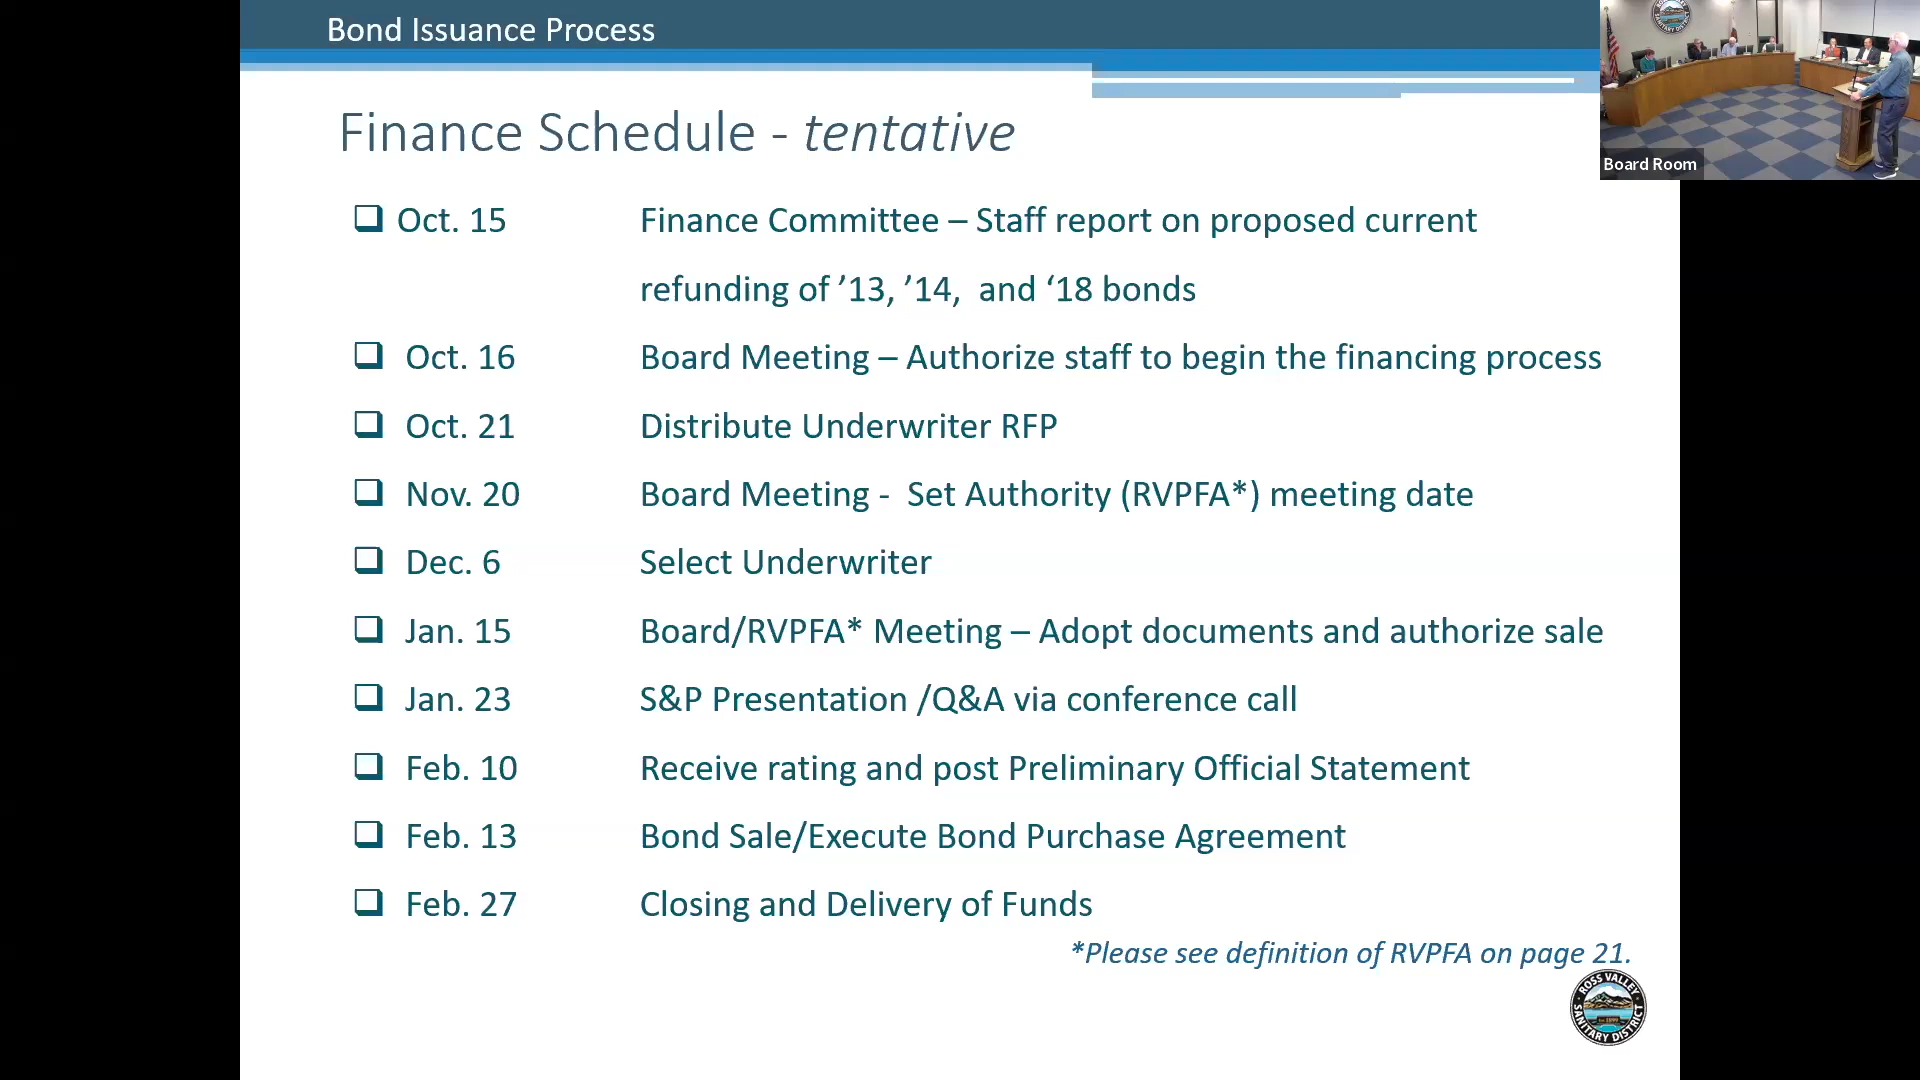 Bond Issuance Process
Finance Schedule - tentative
❑ Oct. 15 Finance Committee – Staff report on proposed current
refunding of ’13, ’14,  and ‘18 bonds
❑ Oct. 16 Board Meeting – Authorize staff to begin the financing process
❑ Oct. 21 Distribute Underwriter RFP
❑ Nov. 20 Board Meeting -  Set Authority (RVPFA*) meeting date
❑ Dec. 6 Select Underwriter
❑ Jan. 15 Board/RVPFA* Meeting – Adopt documents and authorize sale
❑ Jan. 23 S&P Presentation /Q&A via conference call
❑ Feb. 10 Receive rating and post Preliminary Official Statement
❑ Feb. 13 Bond Sale/Execute Bond Purchase Agreement
❑ Feb. 27 Closing and Delivery of Funds
*Please see definition of RVPFA on page 21.
ROSS VALLEY
SANITARY DISTRICT
Board Room